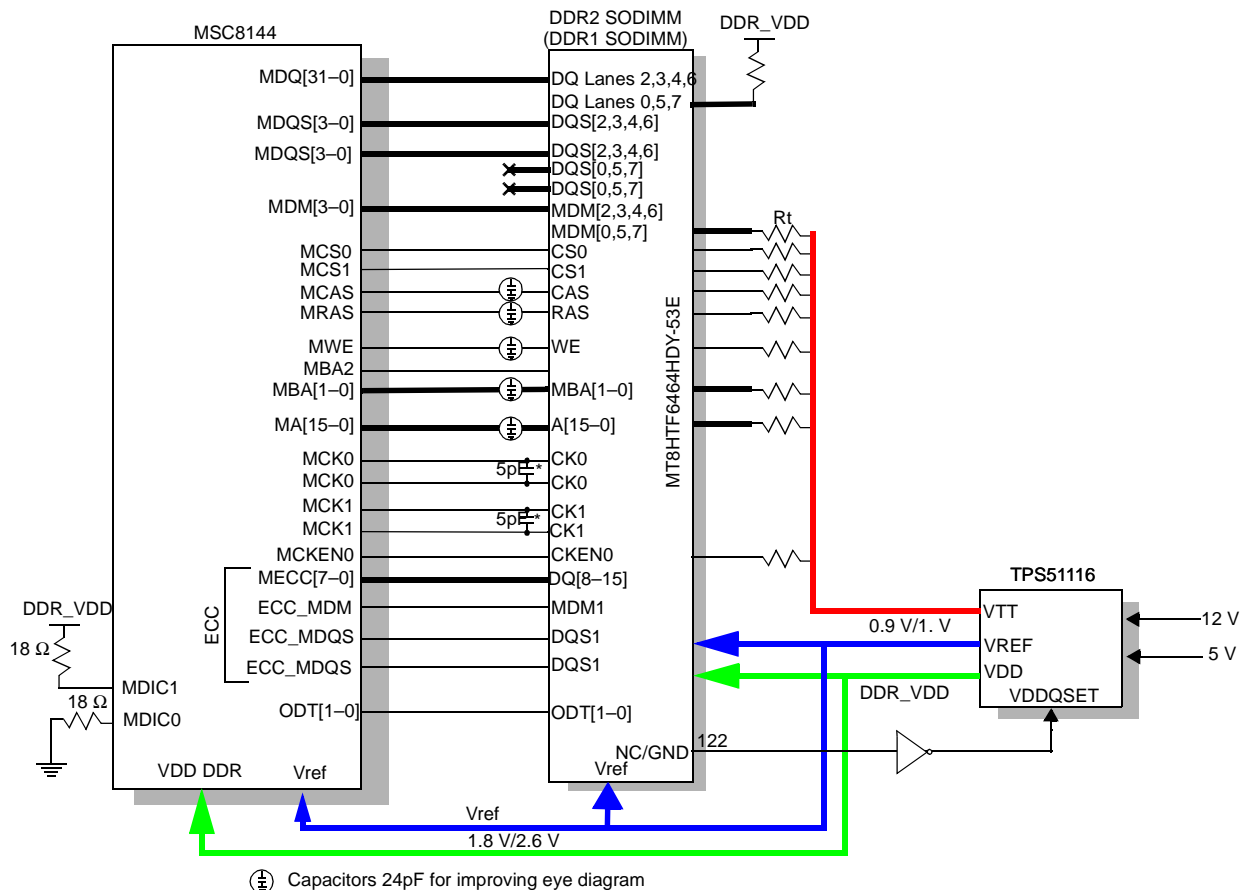 MSC8144
DDR2 SODIMM
(DDR1 SODIMM)
DDR_VDD
MDQ[31–0]
DQ Lanes 2,3,4,6
DQ Lanes 0,5,7
MDQS[3–0]
DQS[2,3,4,6]
MDQS[3–0]
DQS[2,3,4,6]
DQS[0,5,7]
DQS[0,5,7]
MDM[3–0]
MDM[2,3,4,6]
MDM[0,5,7]
Rt
MCS0
CS0
MCS1
CS1
MCAS
CAS
MRAS
RAS
MWE
WE
MBA2
MBA[1–0]
MBA[1–0]
MA[15–0]
A[15–0]
MT8HTF6464HDY-53E
MCK0
CK0
5pF*
MCK0
CK0
MCK1
CK1
5pF*
MCK1
CK1
MCKEN0
CKEN0
ECC
MECC[7–0]
DQ[8–15]
ECC_MDM
MDM1
ECC_MDQS
DQS1
ECC_MDQS
DQS1
ODT[1–0]
ODT[1–0]
DDR_VDD
18 Ω
MDIC1
18 Ω
MDIC0
VDD DDR
Vref
NC/GND
122
Vref
TPS51116
VTT
0.9 V/1. V
VREF
VDD
DDR_VDD
VDDQSET
12 V
5 V
Vref
1.8 V/2.6 V
Capacitors 24pF for improving eye diagram